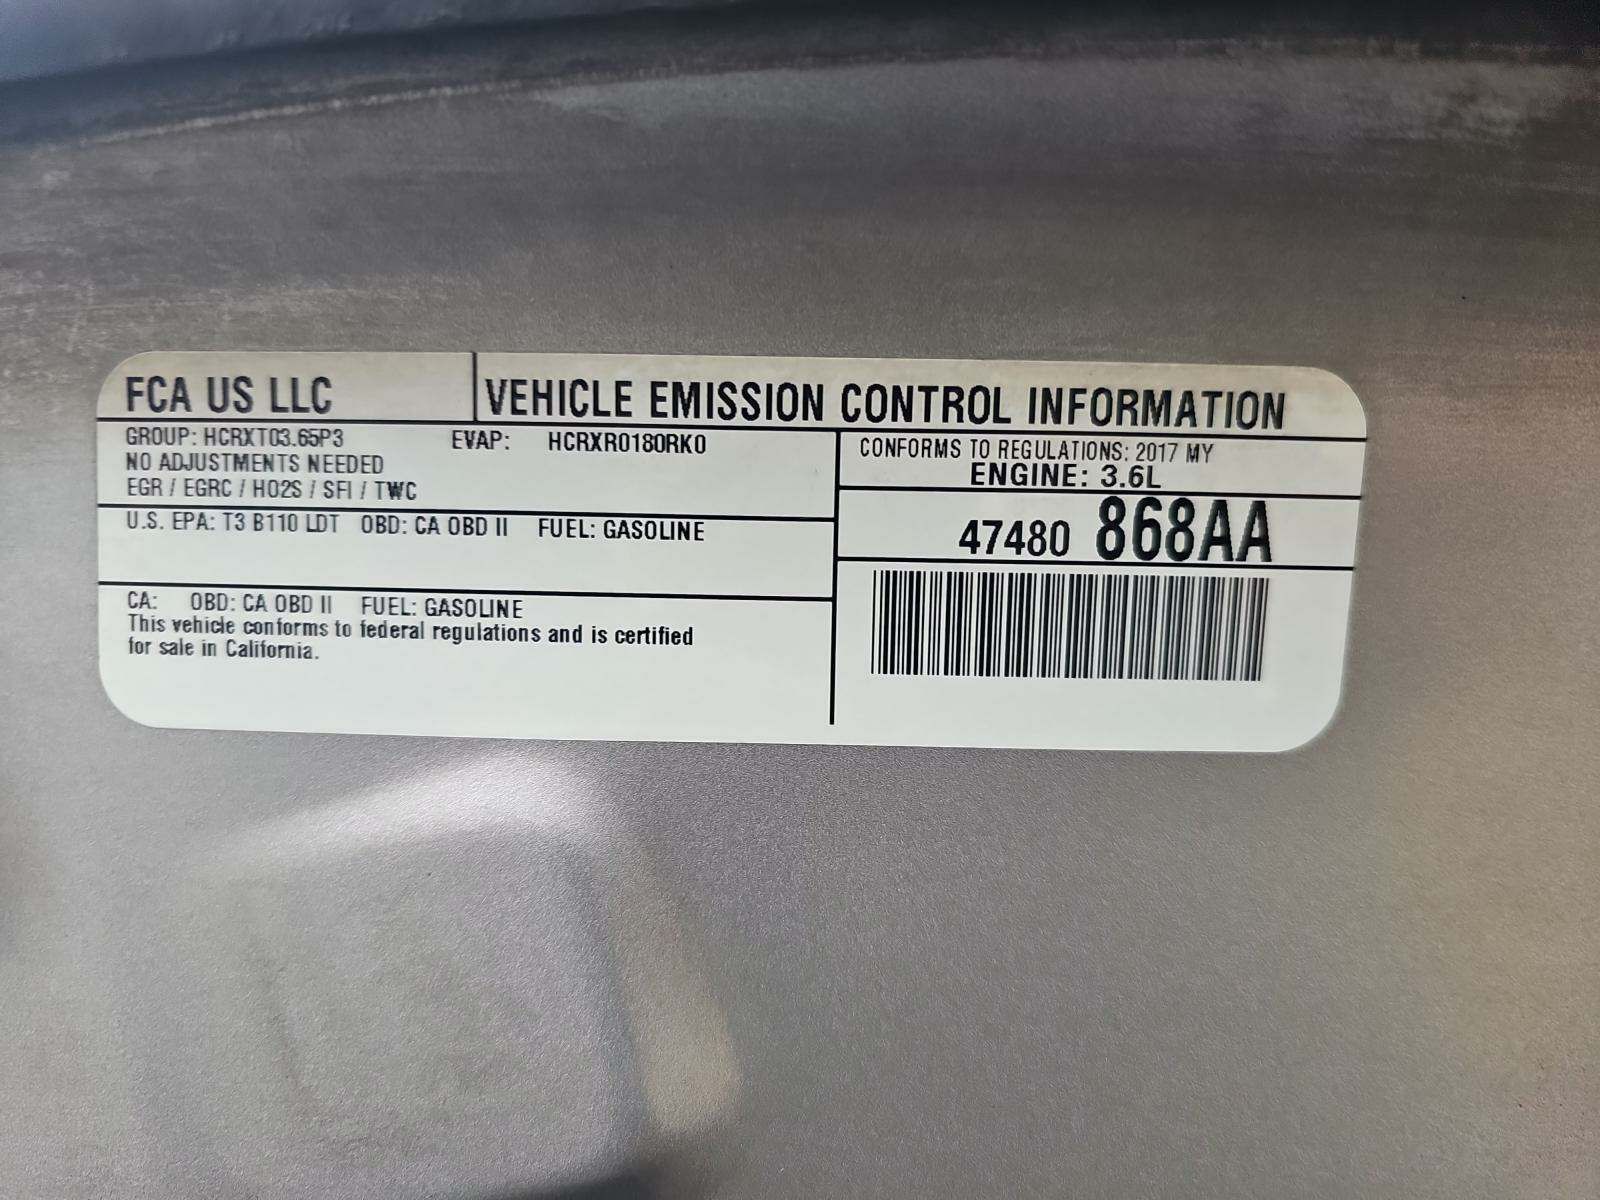 FCA US LLC
VEHICLE EMISSION CONTROL INFORMATION
GROUP: HCRXT03.65P3 EVAP: HCRXR0180RK0
NO ADJUSTMENTS NEEDED
EGR / EGRC / HO2S / SFI / TWC
CONFORMS TO REGULATIONS: 2017 MY
ENGINE: 3.6L
U.S. EPA: T3 B110 LDT OBD: CA OBD II FUEL: GASOLINE
47480 868AA
CA: OBD: CA OBD II FUEL: GASOLINE
This vehicle conforms to federal regulations and is certified
for sale in California.